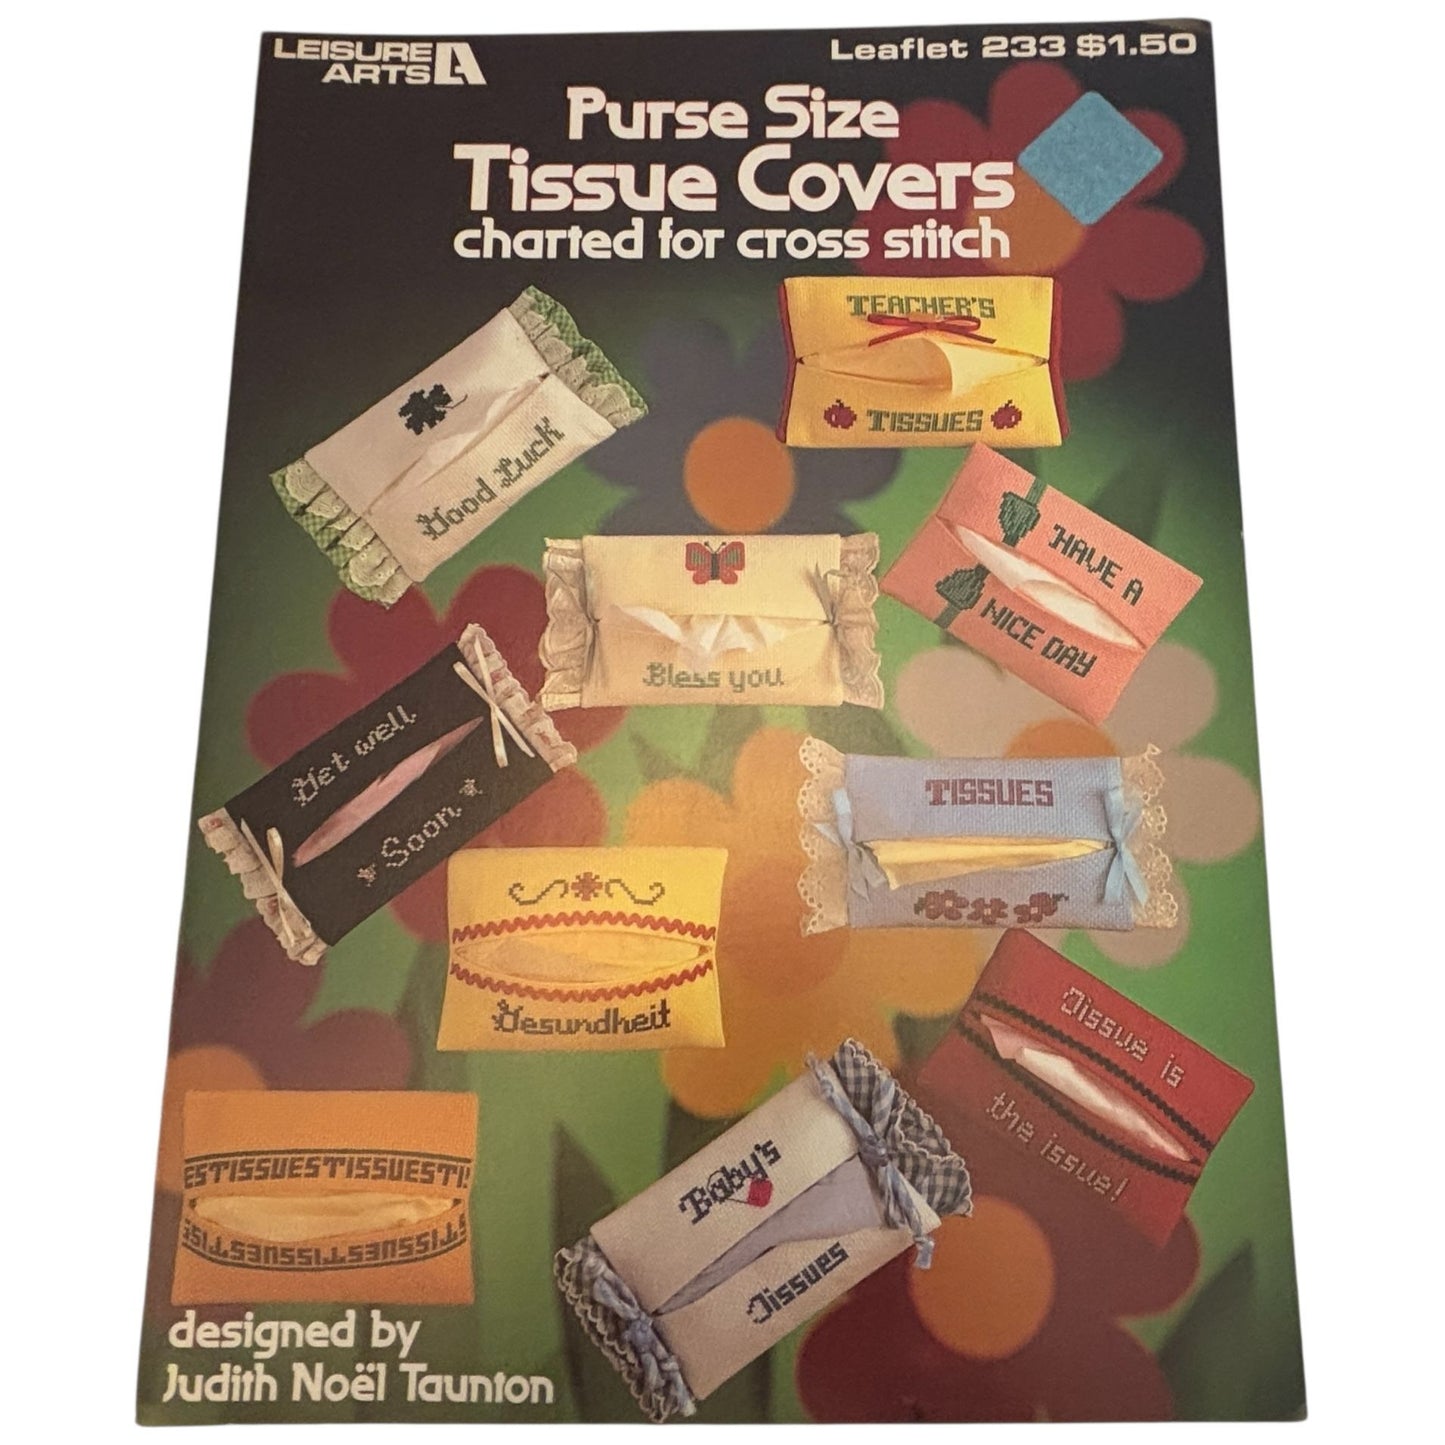 LEISURE
ARTS
Leaflet 233 $1.50
Purse Size
Tissue Covers
charted for cross stitch
TEACHER'S
TISSUES
Good Luck
HAVE A
NICE DAY
Bless you
Get well
Soon
TISSUES
Gesundheit
Tissue is
the issue!
ESTISSUESTISSUESTI
STISSUESTISSUESTIS
Baby's
Tissues
designed by
Judith Noël Taunton